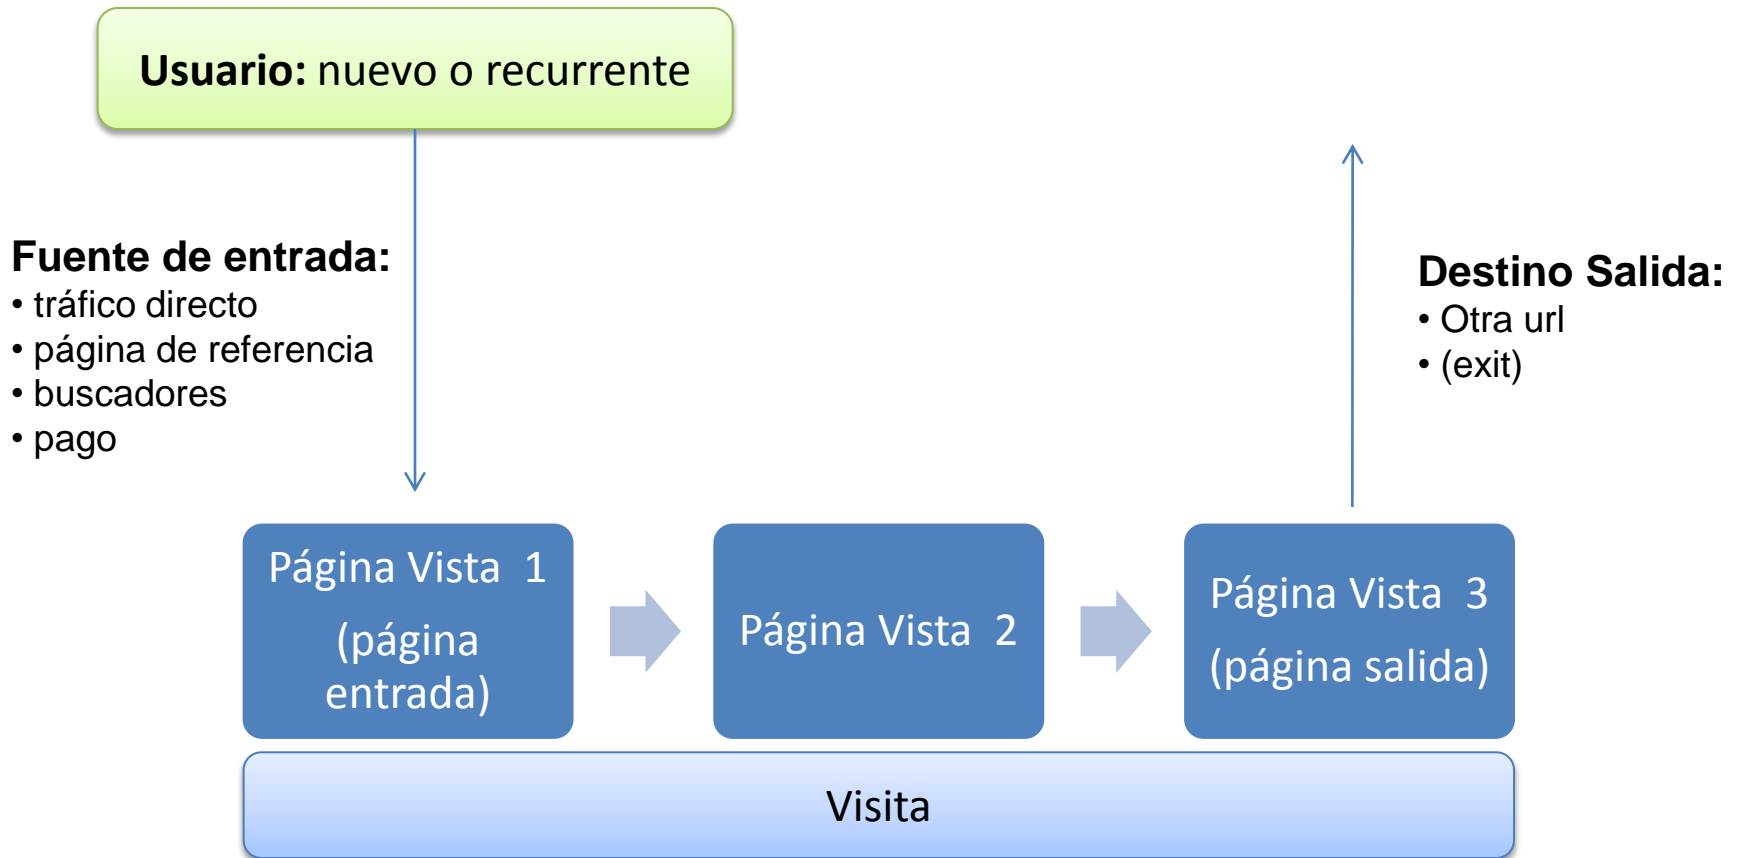 Usuario: nuevo o recurrente
Fuente de entrada:
• tráfico directo
• página de referencia
• buscadores
• pago
Destino Salida:
• Otra url
• (exit)
Página Vista 1
(página
entrada)
Página Vista 2
Página Vista 3
(página salida)
Visita